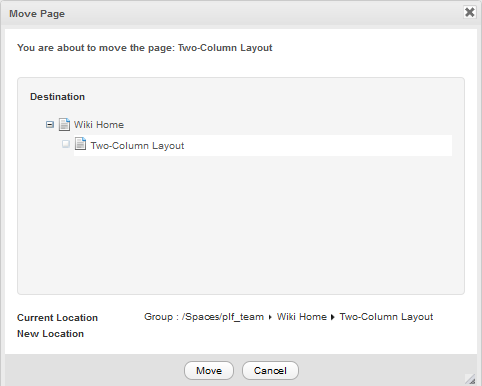 Move Page
You are about to move the page: Two-Column Layout
Destination
Wiki Home
Two-Column Layout
Current Location Group : /Spaces/plf_team Wiki Home Two-Column Layout
New Location
Move Cancel